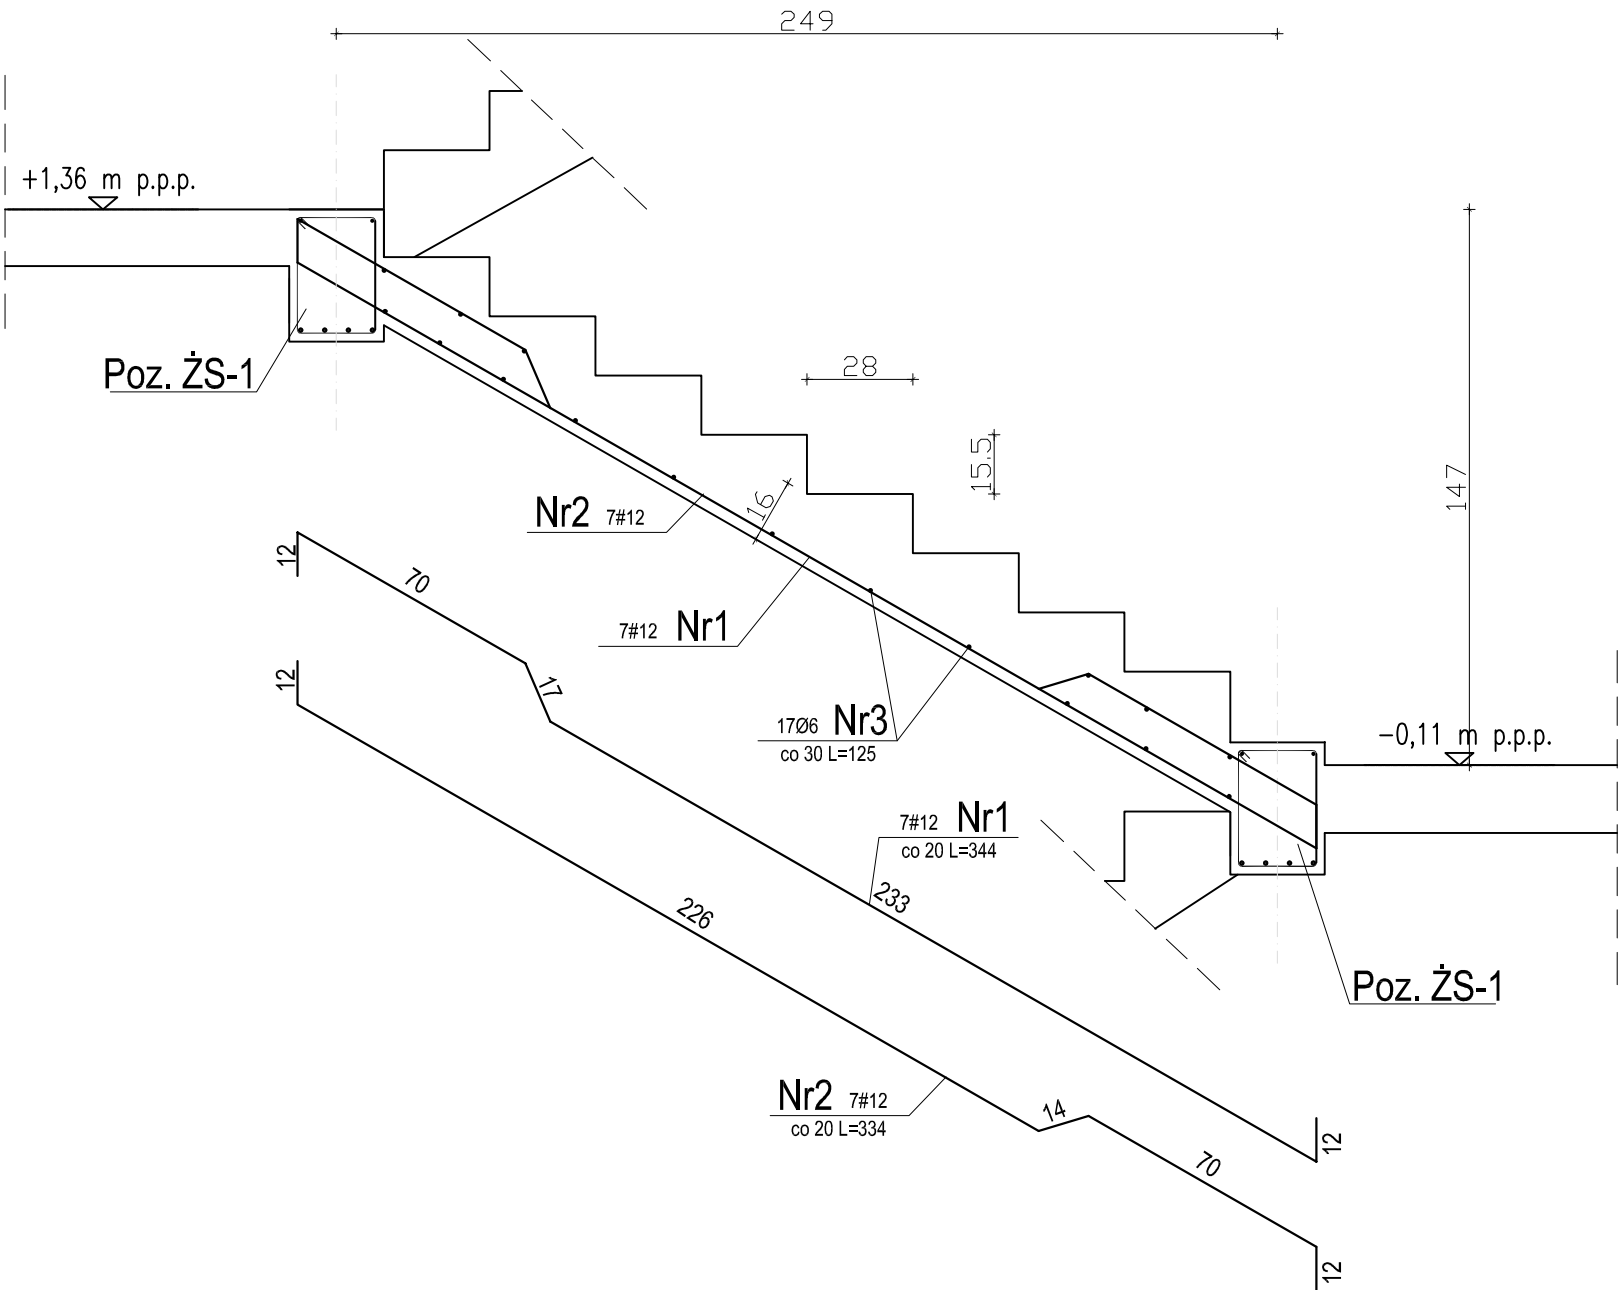 249
+1,36 m p.p.p.
Poz. ŻS-1
28
15.5
147
16
Nr2 7#12
7#12 Nr1
12
70
17
12
17Ø6 Nr3
co 30 L=125
-0,11 m p.p.p.
7#12 Nr1
co 20 L=344
233
226
Poz. ŻS-1
Nr2 7#12
co 20 L=334
14
12
70
12